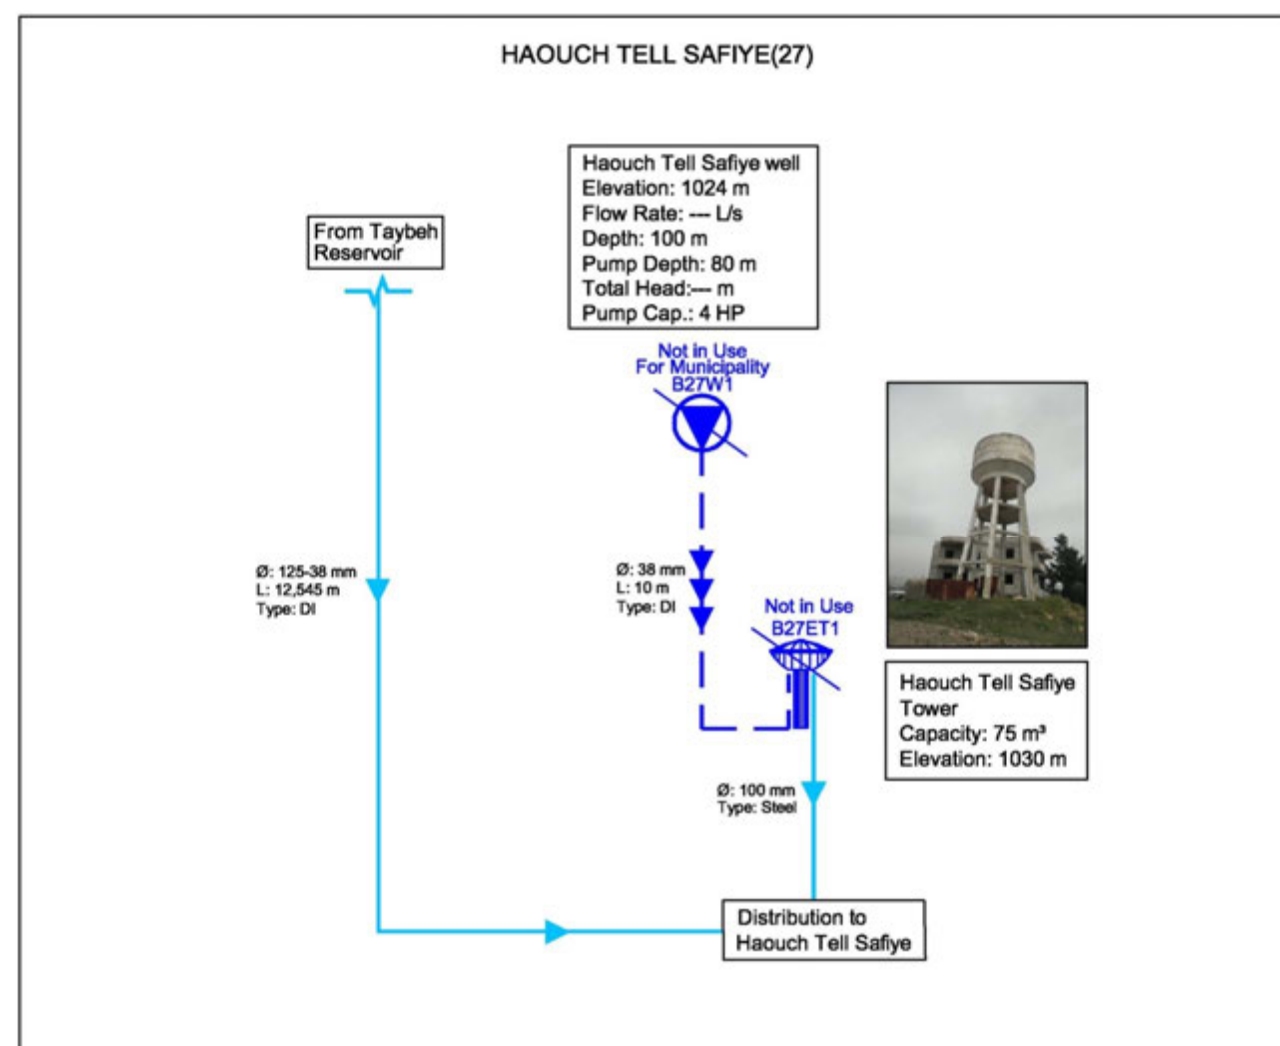 HAOUCH TELL SAFIYE(27)
Haouch Tell Safiye well
Elevation: 1024 m
Flow Rate: --- L/s
Depth: 100 m
Pump Depth: 80 m
Total Head:--- m
Pump Cap.: 4 HP
From Taybeh
Reservoir
Not in Use
For Municipality
B27W1
Ø: 125-38 mm
L: 12,545 m
Type: DI
Ø: 38 mm
L: 10 m
Type: DI
Not in Use
B27ET1
Haouch Tell Safiye
Tower
Capacity: 75 m³
Elevation: 1030 m
Ø: 100 mm
Type: Steel
Distribution to
Haouch Tell Safiye